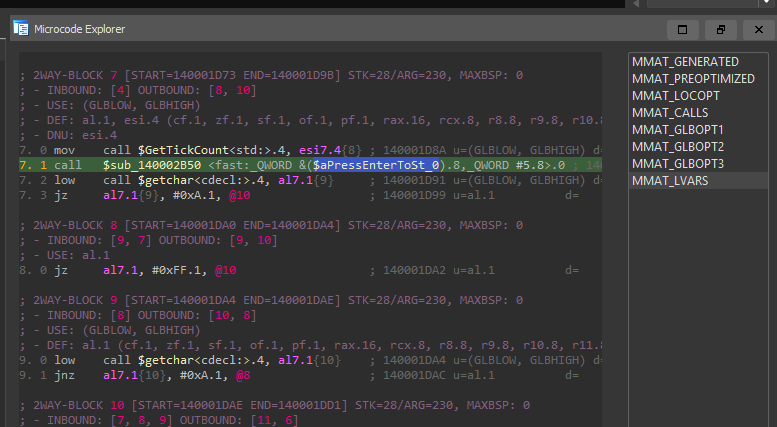 Microcode Explorer
; 2WAY-BLOCK 7 [START=140001D73 END=140001D9B] STK=28/ARG=230, MAXBSP: 0
; - INBOUND: [4] OUTBOUND: [8, 10]
; - USE: (GLBLOW, GLBHIGH)
; - DEF: al.1, esi.4 (cf.1, zf.1, sf.1, of.1, pf.1, rax.16, rcx.8, r8.8, r9.8, r10.8
; - DNU: esi.4
7. 0 mov call $GetTickCount<std:>.4, esi7.4{8} ; 140001D8A u=(GLBLOW, GLBHIGH) d=
7. 1 call $sub_140002B50 <fast:_QWORD &($aPressEnterToSt_0).8,_QWORD #5.8>.0 ; 140
7. 2 low call $getchar<cdecl:>.4, al7.1{9} ; 140001D91 u=(GLBLOW, GLBHIGH) d=
7. 3 jz al7.1{9}, #0xA.1, @10 ; 140001D99 u=al.1 d=
; 2WAY-BLOCK 8 [START=140001DA0 END=140001DA4] STK=28/ARG=230, MAXBSP: 0
; - INBOUND: [9, 7] OUTBOUND: [9, 10]
; - USE: al.1
8. 0 jz al7.1, #0xFF.1, @10 ; 140001DA2 u=al.1 d=
; 2WAY-BLOCK 9 [START=140001DA4 END=140001DAE] STK=28/ARG=230, MAXBSP: 0
; - INBOUND: [8] OUTBOUND: [10, 8]
; - USE: (GLBLOW, GLBHIGH)
; - DEF: al.1 (cf.1, zf.1, sf.1, of.1, pf.1, rax.16, rcx.8, r8.8, r9.8, r10.8, r11.8
9. 0 low call $getchar<cdecl:>.4, al7.1{10} ; 140001DA4 u=(GLBLOW, GLBHIGH) d=
9. 1 jnz al7.1{10}, #0xA.1, @8 ; 140001DAC u=al.1 d=
; 2WAY-BLOCK 10 [START=140001DAE END=140001DD1] STK=28/ARG=230, MAXBSP: 0
; - INBOUND: [7, 8, 9] OUTBOUND: [11, 6]
MMAT_GENERATED
MMAT_PREOPTIMIZED
MMAT_LOCOPT
MMAT_CALLS
MMAT_GLBOPT1
MMAT_GLBOPT2
MMAT_GLBOPT3
MMAT_LVARS